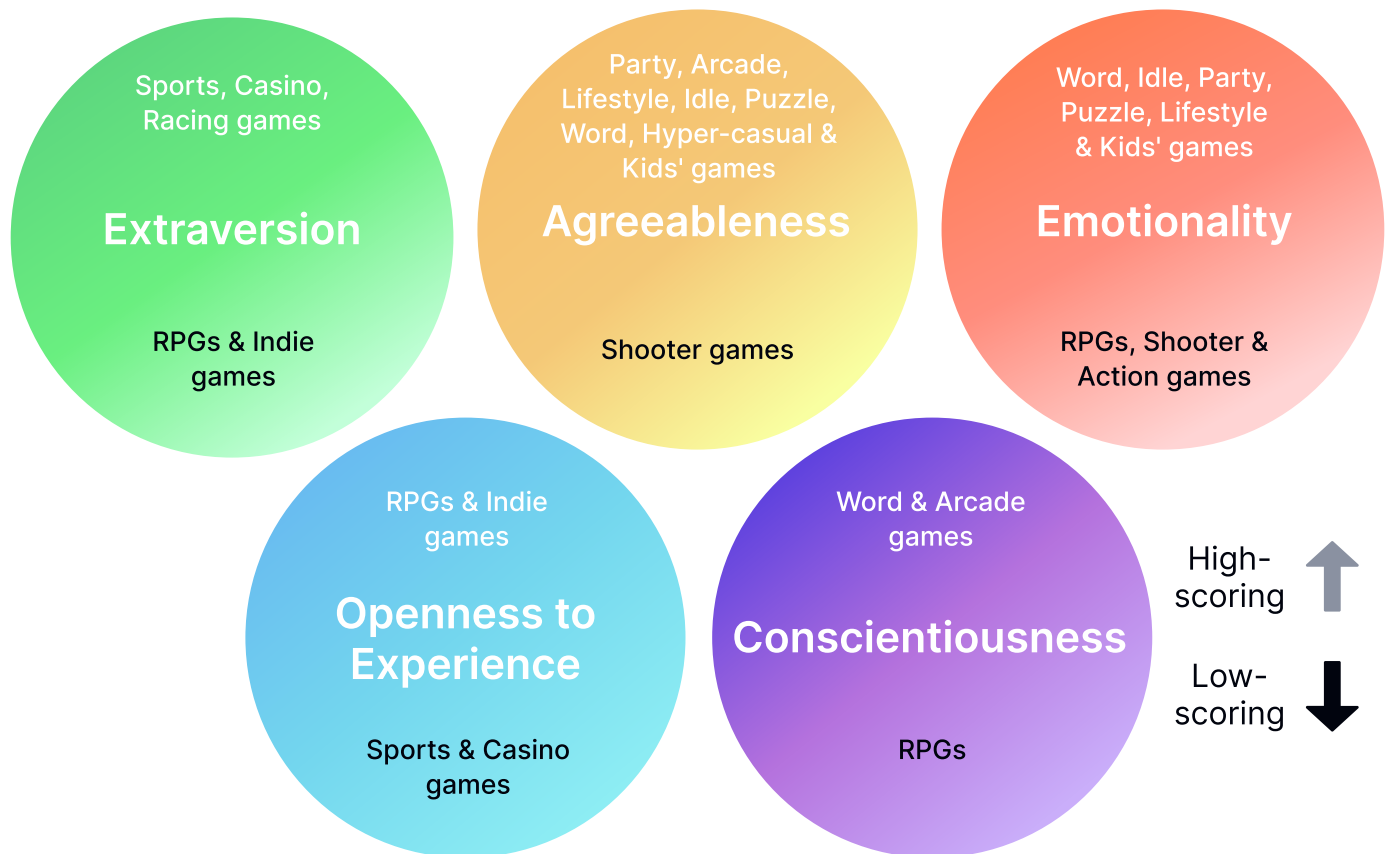 Sports, Casino,
Racing games
Extraversion
RPGs & Indie
games
Party, Arcade,
Lifestyle, Idle, Puzzle,
Word, Hyper-casual &
Kids' games
Agreeableness
Shooter games
Word, Idle, Party,
Puzzle, Lifestyle
& Kids' games
Emotionality
RPGs, Shooter &
Action games
RPGs & Indie
games
Openness to
Experience
Sports & Casino
games
Word & Arcade
games
Conscientiousness
RPGs
High-
scoring
Low-
scoring